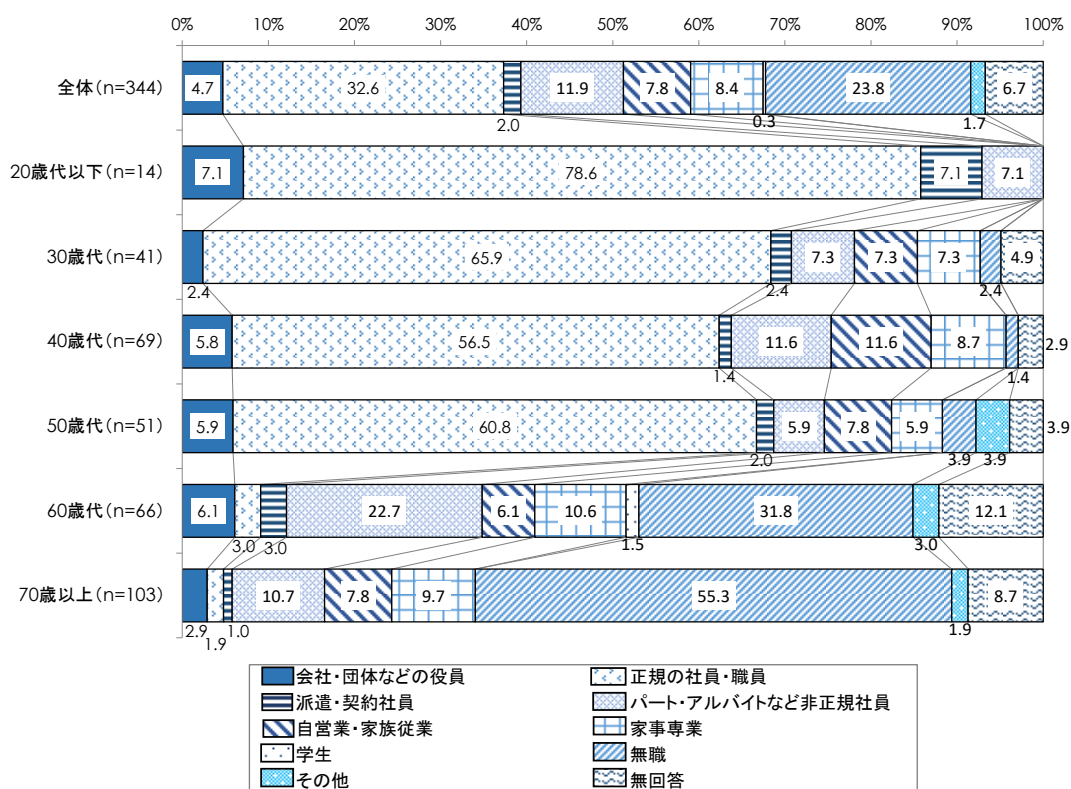 0% 10% 20% 30% 40% 50% 60% 70% 80% 90% 100%
全体(n=344) 4.7 32.6 2.0 11.9 7.8 8.4 0.3 23.8 1.7 6.7
20歳代以下(n=14) 7.1 78.6 7.1 7.1
30歳代(n=41) 2.4 65.9 2.4 7.3 7.3 7.3 2.4 4.9
40歳代(n=69) 5.8 56.5 1.4 11.6 11.6 8.7 1.4 2.9
50歳代(n=51) 5.9 60.8 2.0 5.9 7.8 5.9 3.9 3.9 3.9
60歳代(n=66) 6.1 3.0 3.0 22.7 6.1 10.6 1.5 31.8 3.0 12.1
70歳以上(n=103) 2.9 1.9 1.0 10.7 7.8 9.7 55.3 1.9 8.7
会社・団体などの役員 正規の社員・職員
派遣・契約社員 パート・アルバイトなど非正規社員
自営業・家族従業 家事専業
学生 無職
その他 無回答